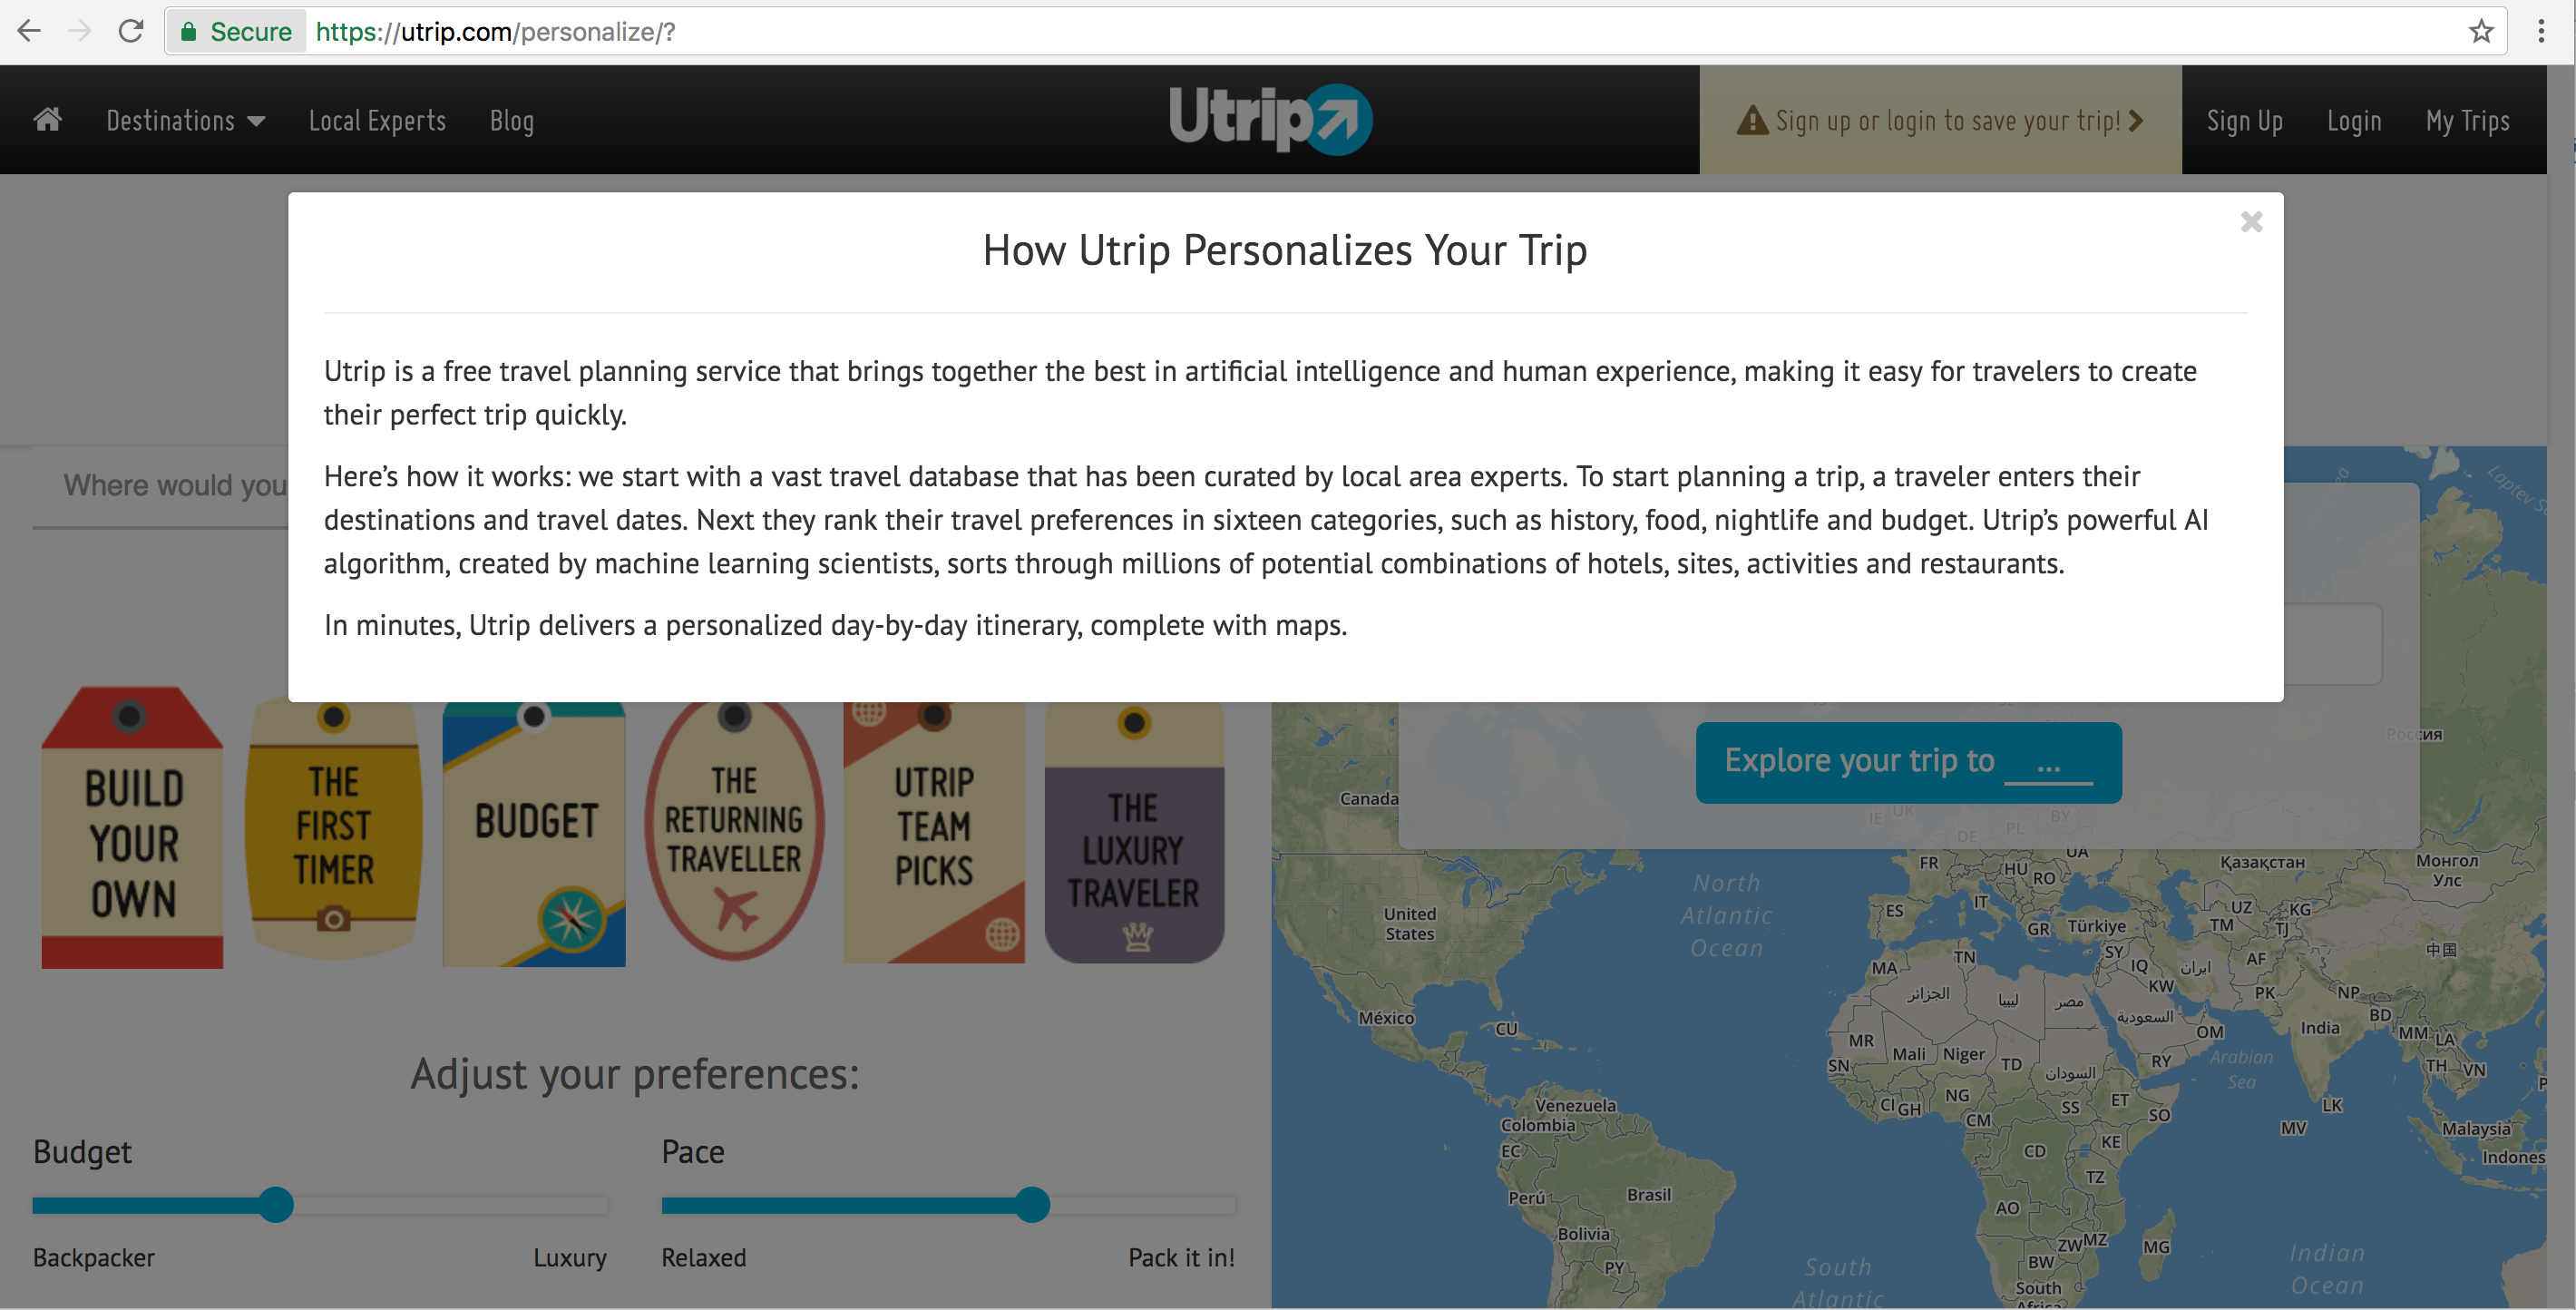 Secure https://utrip.com/personalize/?
Destinations
Local Experts
Blog
Utrip
Sign up or login to save your trip!
Sign Up
Login
My Trips
How Utrip Personalizes Your Trip
Utrip is a free travel planning service that brings together the best in artificial intelligence and human experience, making it easy for travelers to create
their perfect trip quickly.
Here’s how it works: we start with a vast travel database that has been curated by local area experts. To start planning a trip, a traveler enters their
destinations and travel dates. Next they rank their travel preferences in sixteen categories, such as history, food, nightlife and budget. Utrip’s powerful AI
algorithm, created by machine learning scientists, sorts through millions of potential combinations of hotels, sites, activities and restaurants.
In minutes, Utrip delivers a personalized day-by-day itinerary, complete with maps.
Where would you
BUILD
YOUR
OWN
THE
FIRST
TIMER
BUDGET
THE
RETURNING
TRAVELLER
UTRIP
TEAM
PICKS
THE
LUXURY
TRAVELER
Adjust your preferences:
Budget
Backpacker
Luxury
Pace
Relaxed
Pack it in!
Explore your trip to ...
Laptev
Россия
Canada
IE
UK
BY
PL
DE
UA
FR
HU
RO
Қазақстан
Монгол
Улс
North
Atlantic
Ocean
United
States
ES
IT
GR
Türkiye
UZ
KG
TM
TJ
中国
MA
TN
SY
IQ
ایران
AF
KW
PK
NP
الجزائر
ليبيا
مصر
السعودية
OM
BD
India
México
CU
MR
Mali
Niger
TD
السودان
RY
Arabian
Sea
MM
LA
TH
VN
SN
CI
GH
NG
CM
SS
ET
SO
LK
MV
Venezuela
Colombia
EC
CD
KE
TZ
Malaysia
Indones
Perú
Brasil
AO
Bolivia
ZW
MZ
MG
BW
PY
South
Atlantic
South
Africa
Indian
Ocean